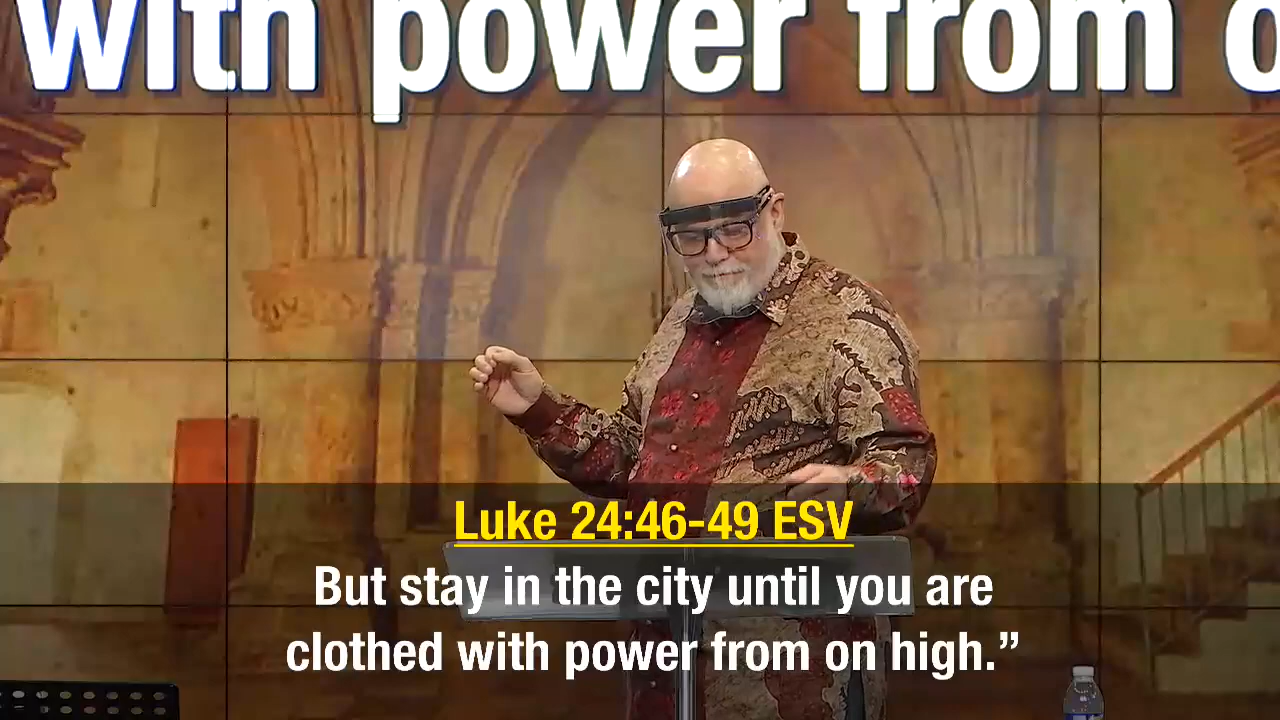 with power from o
Luke 24:46-49 ESV
But stay in the city until you are
clothed with power from on high.”